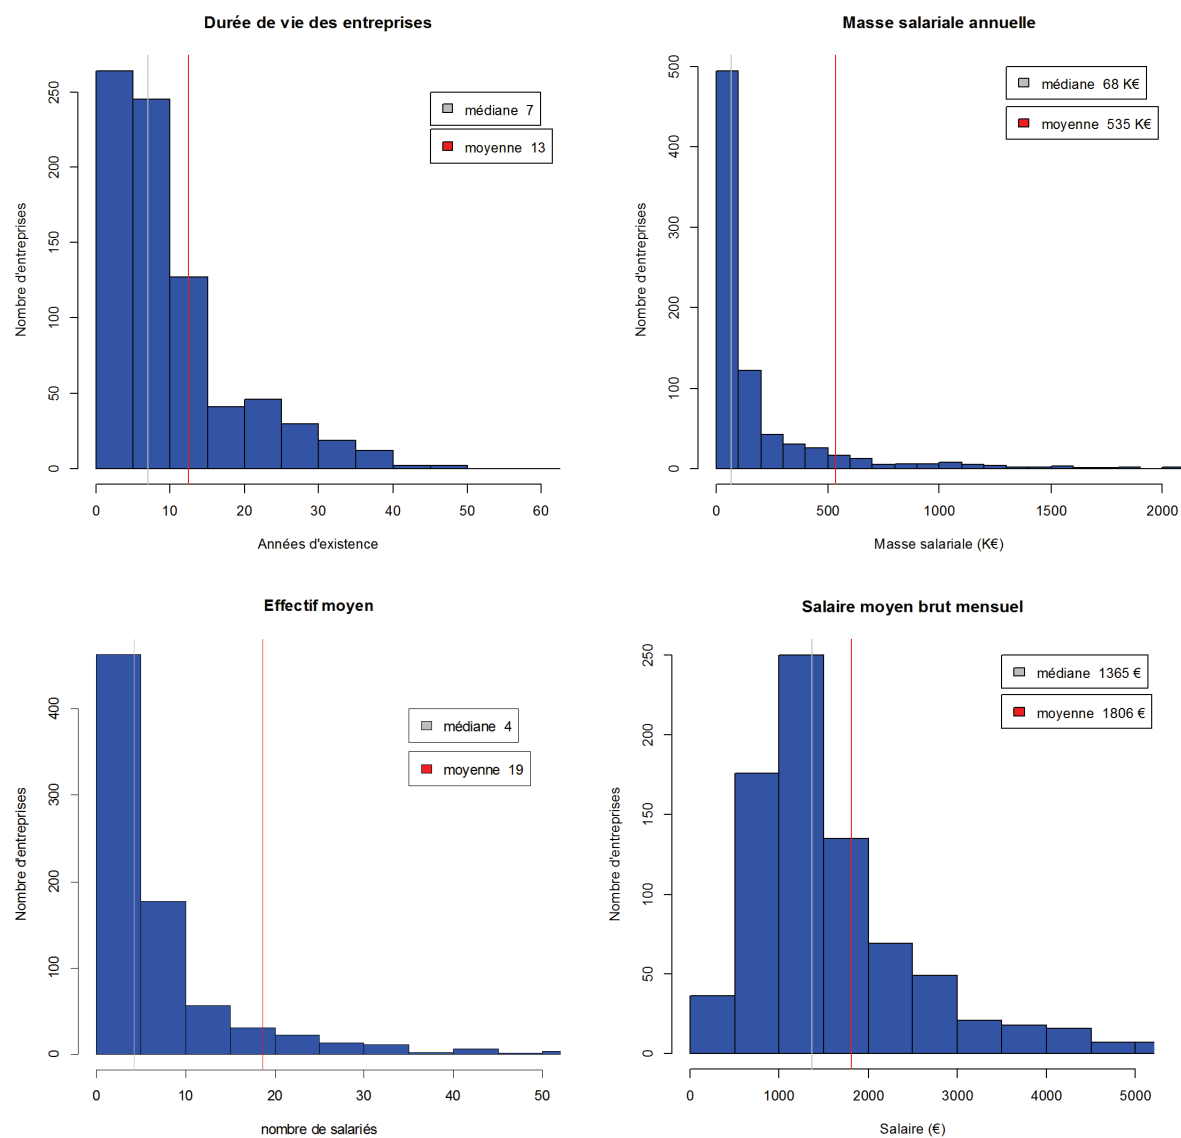 Durée de vie des entreprises
médiane 7
moyenne 13
Nombre d'entreprises
0
50
100
150
200
250
0 10 20 30 40 50 60
Années d'existence
Masse salariale annuelle
médiane 68 K€
moyenne 535 K€
Nombre d'entreprises
0
100
200
300
400
500
0 500 1000 1500 2000
Masse salariale (K€)
Effectif moyen
médiane 4
moyenne 19
Nombre d'entreprises
0
100
200
300
400
0 10 20 30 40 50
nombre de salariés
Salaire moyen brut mensuel
médiane 1365 €
moyenne 1806 €
Nombre d'entreprises
0
50
100
150
200
250
0 1000 2000 3000 4000 5000
Salaire (€)